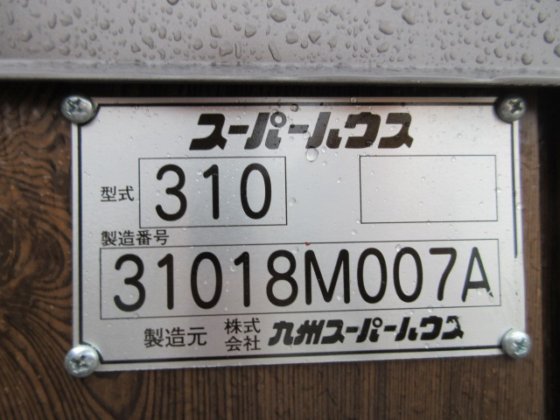 スーパーハウス
型式 310
製造番号
31018M007A
製造元 株式会社 九州スーパーハウス